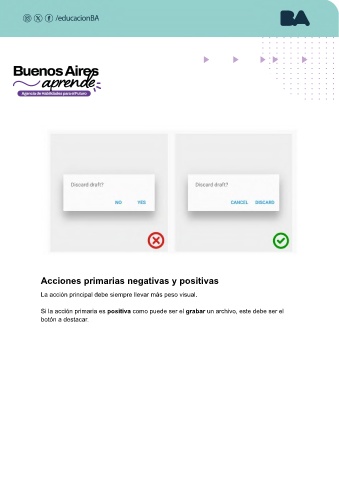 /educacionBA
BA
Buenos Aires
aprende
Agencia de Habilidades para el Futuro
Discard draft?
NO YES
Discard draft?
CANCEL DISCARD
Acciones primarias negativas y positivas
La acción principal debe siempre llevar más peso visual.
Si la acción primaria es positiva como puede ser el grabar un archivo, este debe ser el
botón a destacar.